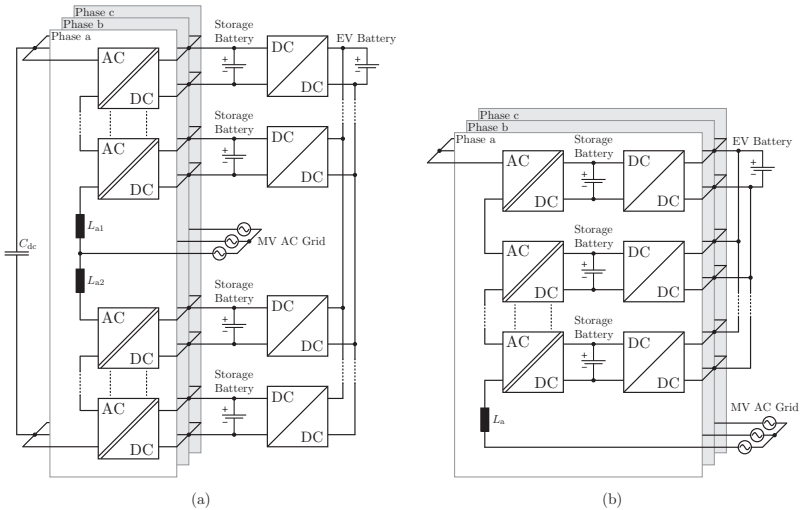 Phase c
Phase b
Phase a
Storage
Battery
EV Battery
AC
DC
DC
DC
Storage
Battery
AC
DC
DC
DC
L_a1
C_dc
MV AC Grid
L_a2
Storage
Battery
AC
DC
DC
DC
Storage
Battery
AC
DC
DC
DC
(a)
Phase c
Phase b
Phase a
Storage
Battery
EV Battery
AC
DC
DC
DC
Storage
Battery
AC
DC
DC
DC
Storage
Battery
AC
DC
DC
DC
L_a
MV AC Grid
(b)